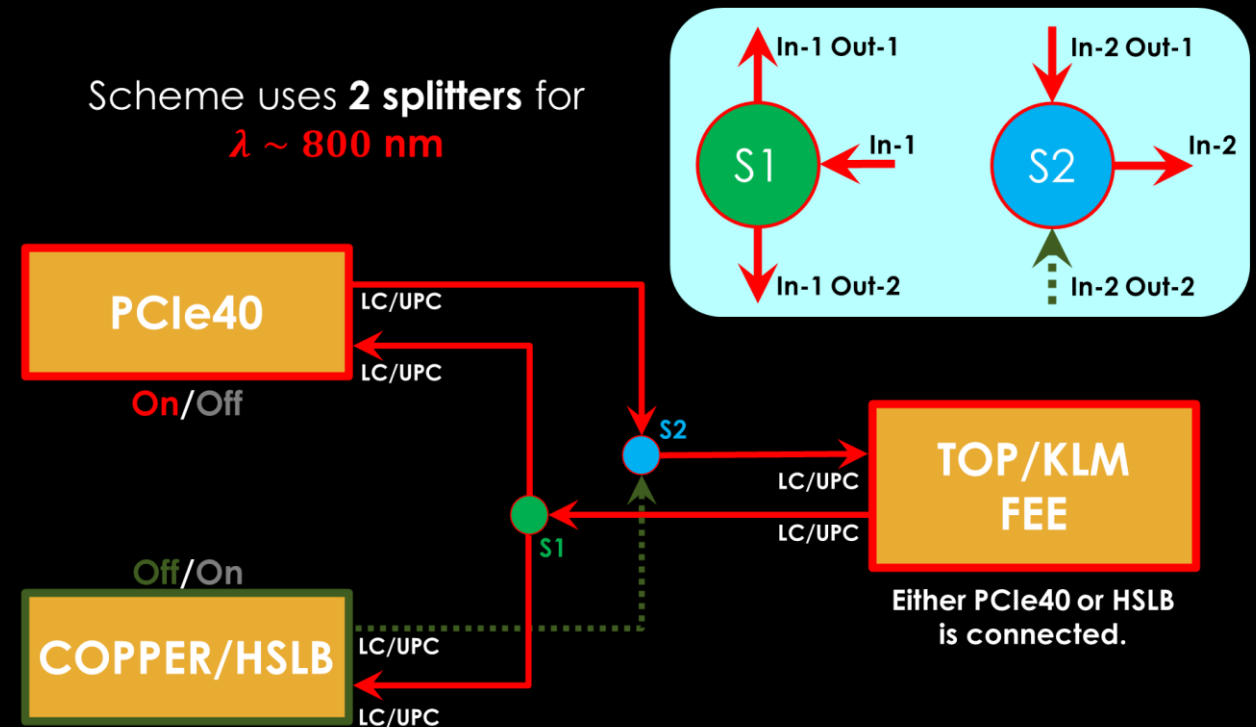 Scheme uses 2 splitters for
λ ~ 800 nm
In-1 Out-1
In-1
S1
In-1 Out-2
In-2 Out-1
In-2
S2
In-2 Out-2
PCIe40
LC/UPC
LC/UPC
On/Off
S2
S1
LC/UPC
LC/UPC
TOP/KLM
FEE
Either PCIe40 or HSLB
is connected.
Off/On
COPPER/HSLB
LC/UPC
LC/UPC